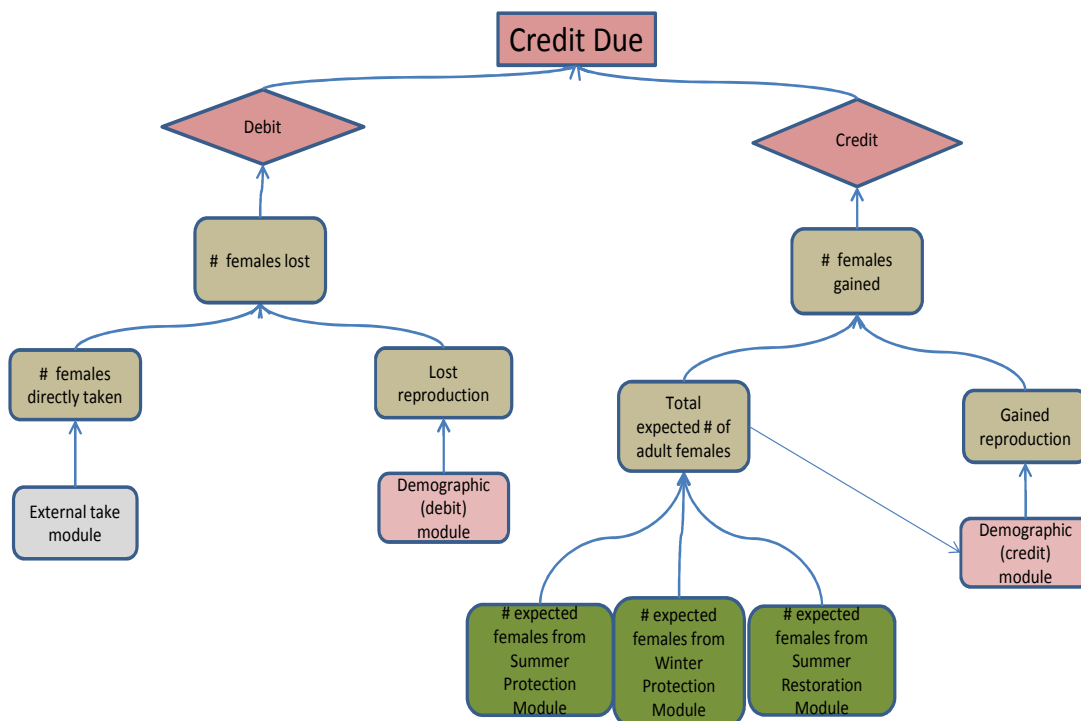 Credit Due
Debit
Credit
# females lost
# females
gained
# females
directly taken
Lost
reproduction
Total
expected # of
adult females
Gained
reproduction
External take
module
Demographic
(debit)
module
Demographic
(credit)
module
# expected
females from
Summer
Protection
Module
# expected
females from
Winter
Protection
Module
# expected
females from
Summer
Restoration
Module